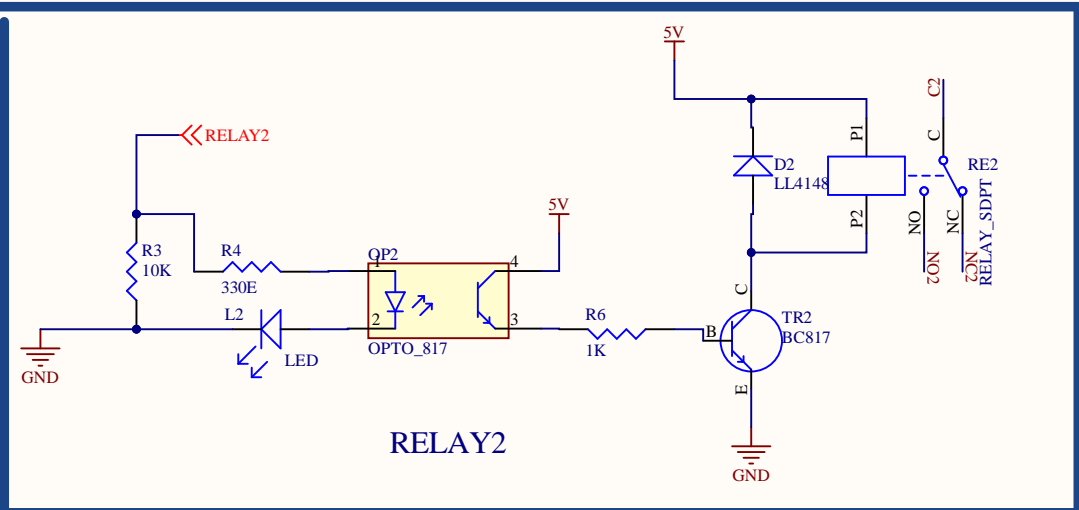 5V
C2
RELAY2
P1
C
D2
RE2
LL4148
5V
P2
NO
NC
RELAY_SDPT
R3
10K
R4
330E
OP2
1
4
NO2
NC2
C
L2
2
3
R6
TR2
B
BC817
LED
OPTO_817
1K
GND
E
RELAY2
GND